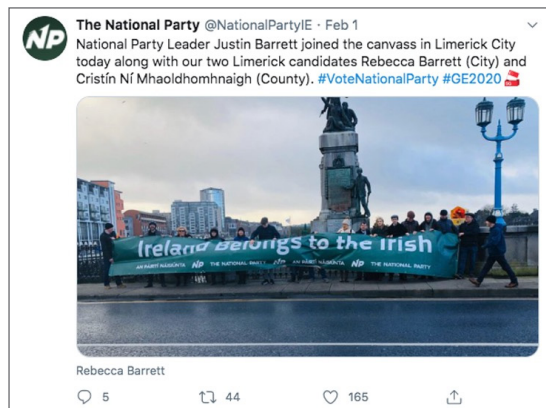 The National Party @NationalPartyIE · Feb 1
National Party Leader Justin Barrett joined the canvass in Limerick City
today along with our two Limerick candidates Rebecca Barrett (City) and
Cristín Ní Mhaoldhomhnaigh (County). #VoteNationalParty #GE2020
NP
Ireland Belongs to the Irish
AN PÁIRTÍ NÁISIÚNTA NP THE NATIONAL PARTY AN PÁIRTÍ NÁISIÚNTA NP THE NATIONAL PARTY
Rebecca Barrett
5 44 165